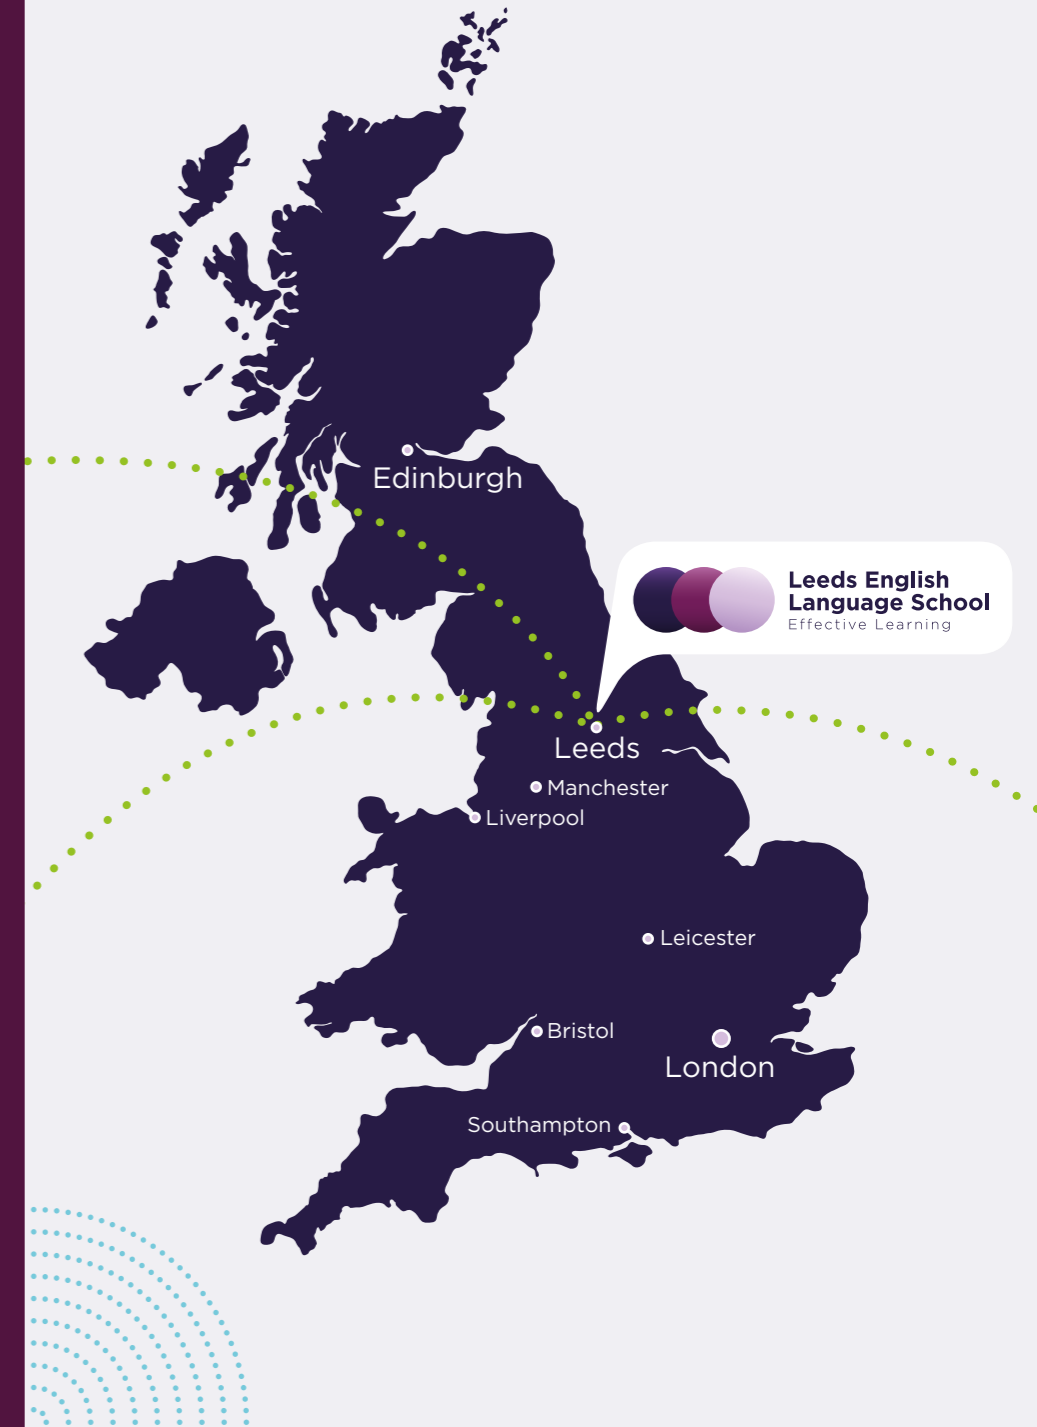 Edinburgh
Leeds English
Language School
Effective Learning
Leeds
Manchester
Liverpool
Leicester
Bristol
London
Southampton